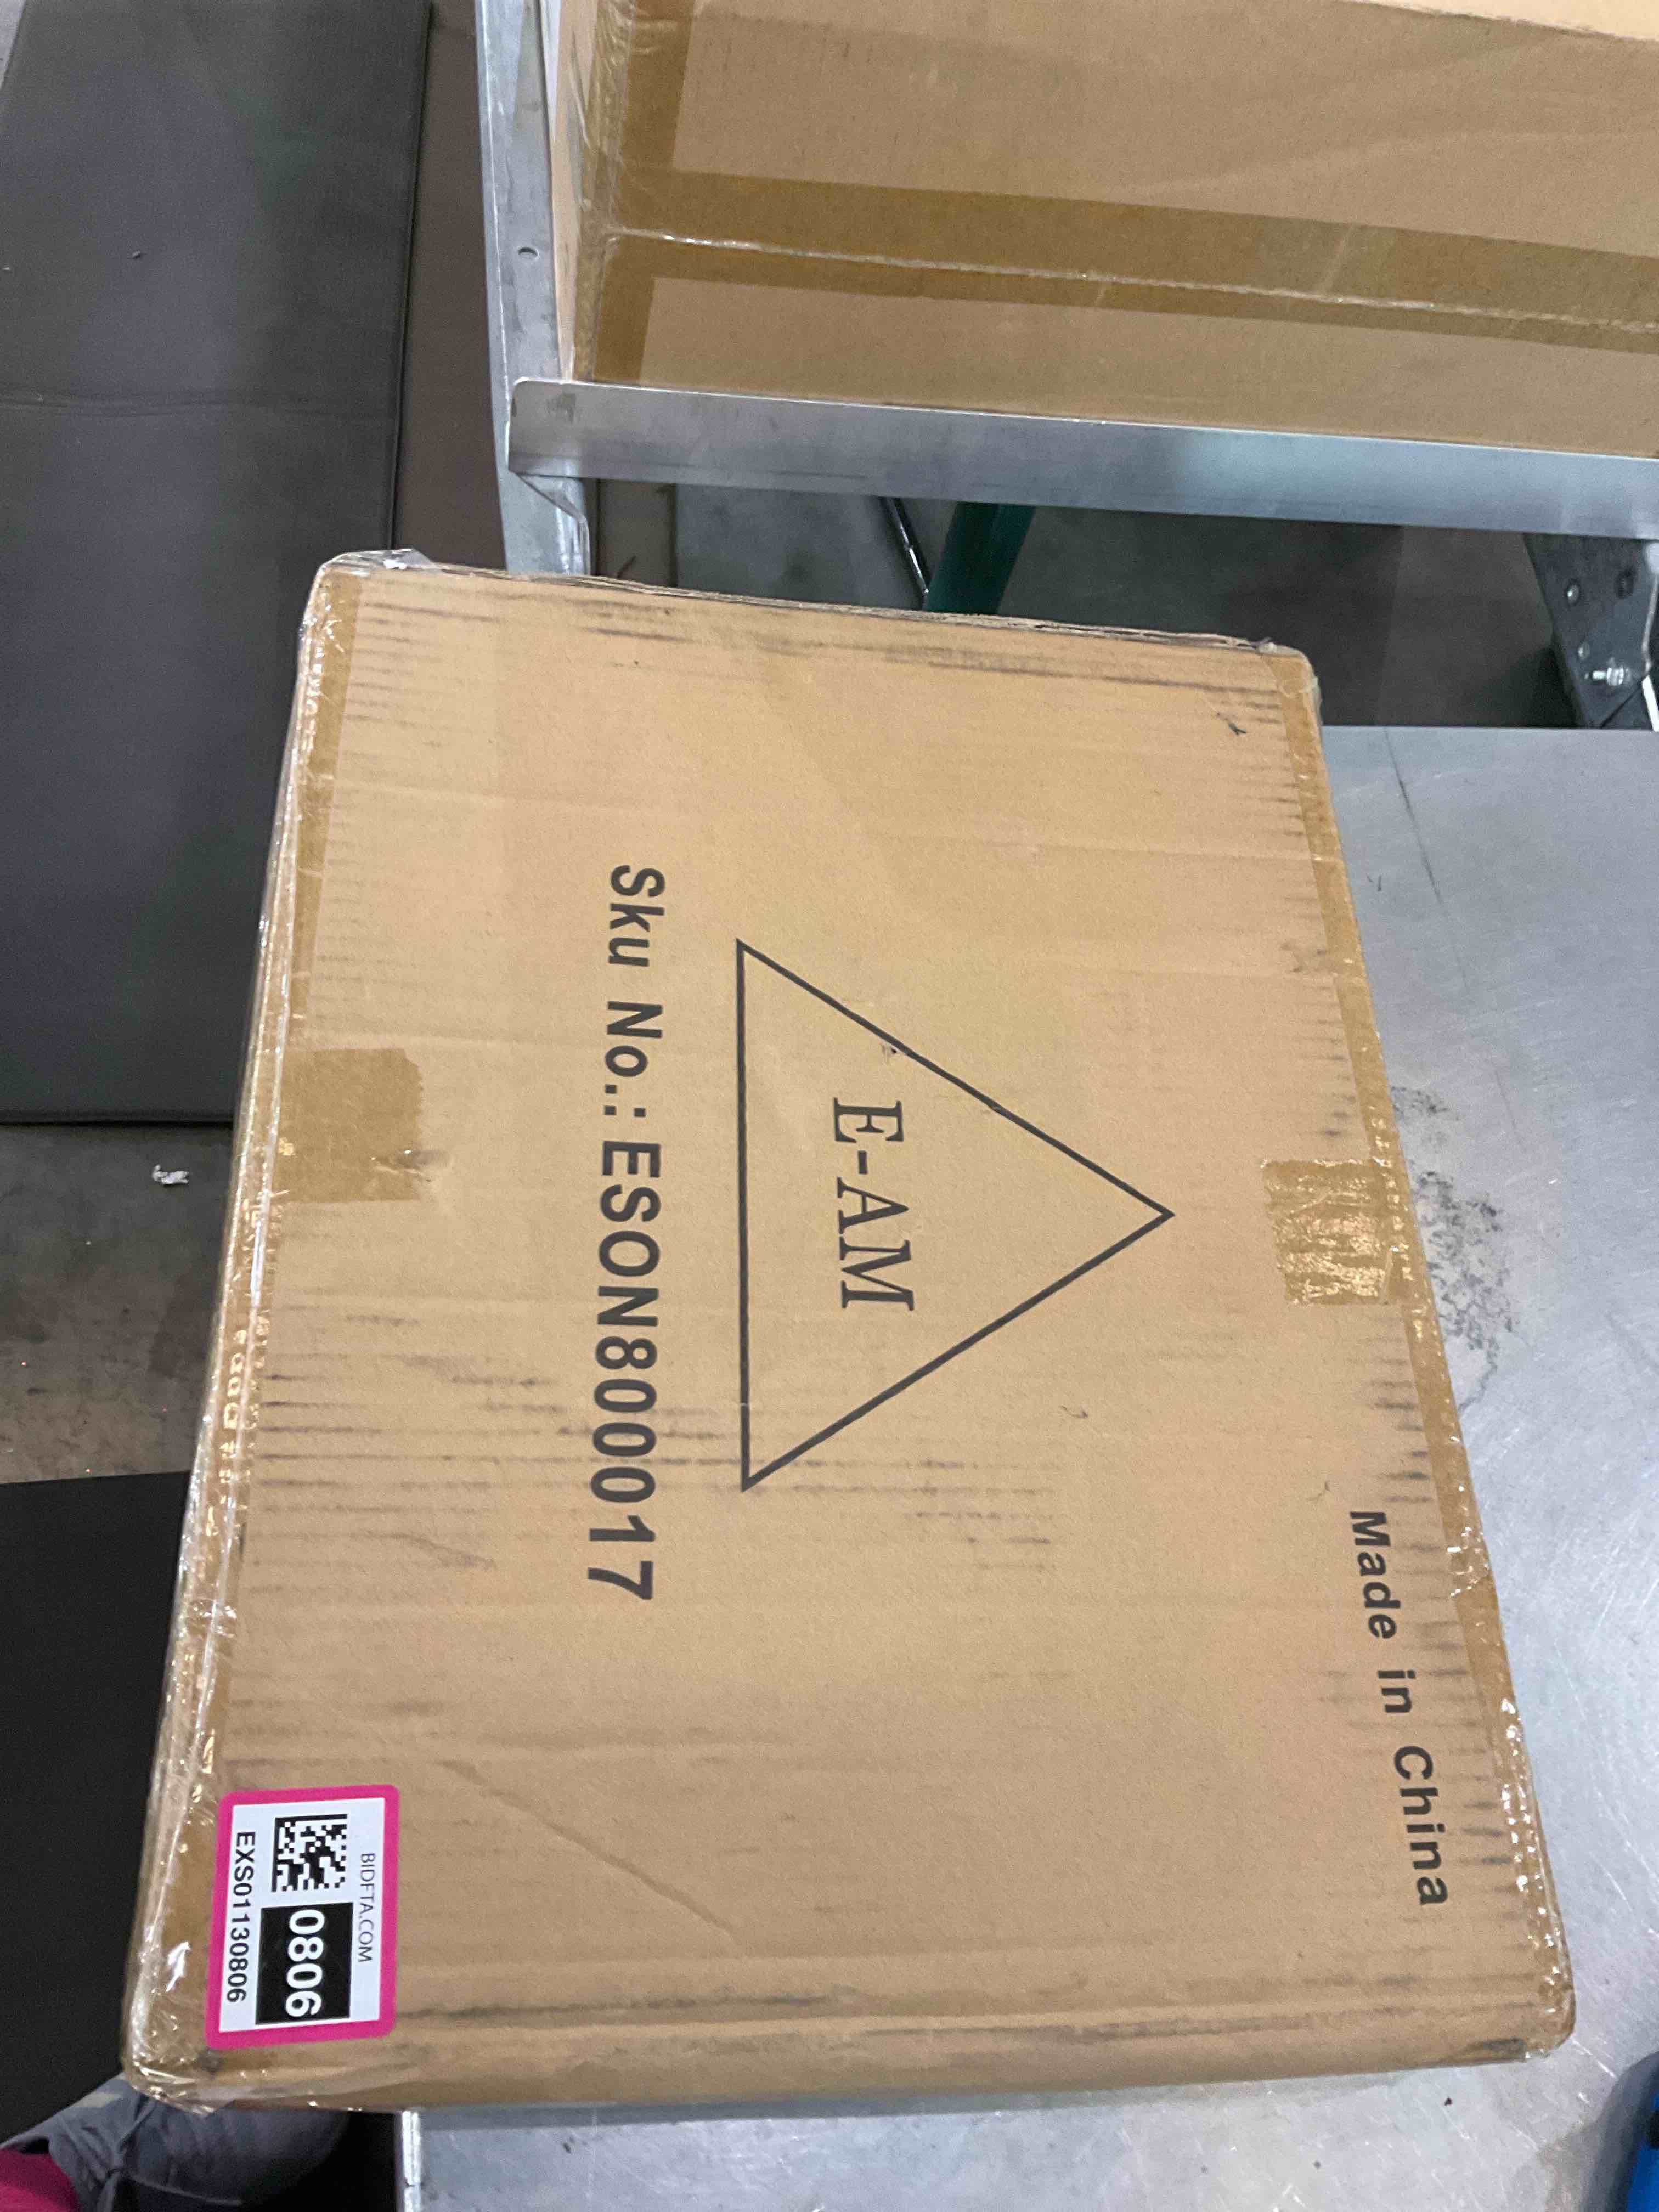 Made in China
E-AM
Sku No.: ESON800017
BIDFTA.COM
0806
EXS01130806